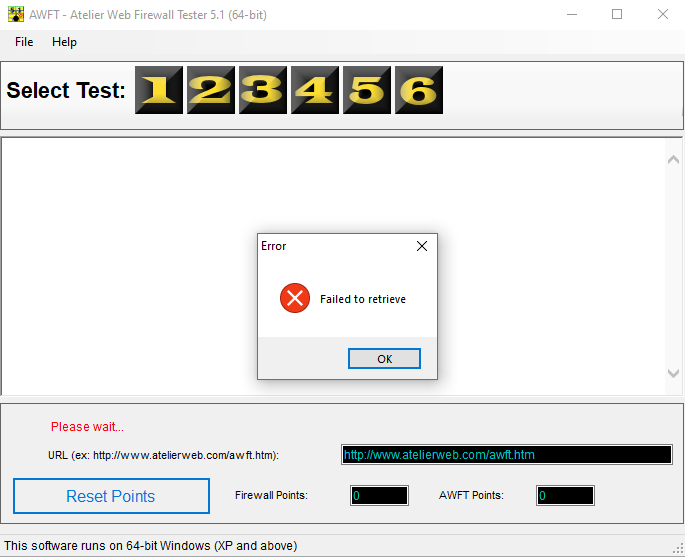 AWFT - Atelier Web Firewall Tester 5.1 (64-bit)
File Help
Select Test: 1 2 3 4 5 6
Error
Failed to retrieve
OK
Please wait...
URL (ex: http://www.atelierweb.com/awft.htm): http://www.atelierweb.com/awft.htm
Reset Points Firewall Points: 0 AWFT Points: 0
This software runs on 64-bit Windows (XP and above)